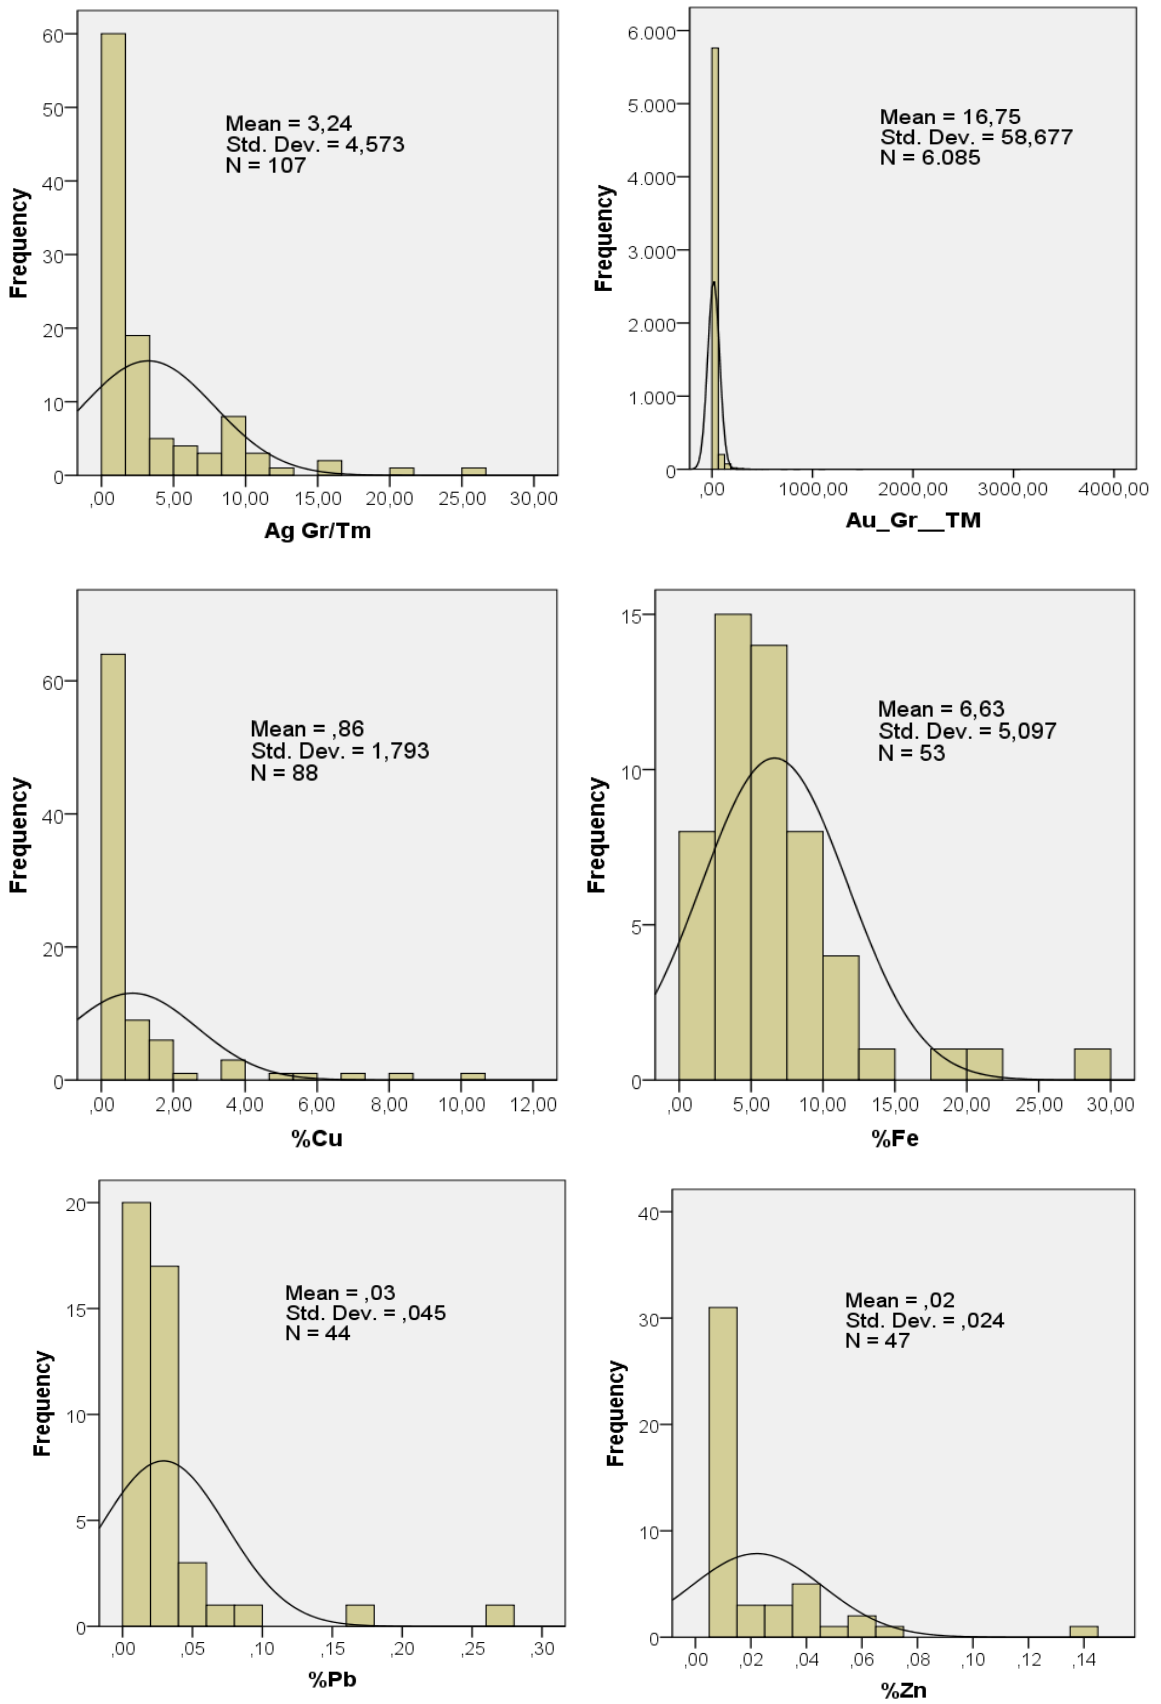 60
50
40
30
20
10
0
Frequency
Mean = 3,24
Std. Dev. = 4,573
N = 107
,00 5,00 10,00 15,00 20,00 25,00 30,00
Ag Gr/Tm
6.000
5.000
4.000
3.000
2.000
1.000
0
Frequency
Mean = 16,75
Std. Dev. = 58,677
N = 6.085
,00 1000,00 2000,00 3000,00 4000,00
Au_Gr__TM
60
40
20
0
Frequency
Mean = ,86
Std. Dev. = 1,793
N = 88
,00 2,00 4,00 6,00 8,00 10,00 12,00
%Cu
15
10
5
0
Frequency
Mean = 6,63
Std. Dev. = 5,097
N = 53
,00 5,00 10,00 15,00 20,00 25,00 30,00
%Fe
20
15
10
5
0
Frequency
Mean = ,03
Std. Dev. = ,045
N = 44
,00 ,05 ,10 ,15 ,20 ,25 ,30
%Pb
40
30
20
10
0
Frequency
Mean = ,02
Std. Dev. = ,024
N = 47
,00 ,02 ,04 ,06 ,08 ,10 ,12 ,14
%Zn